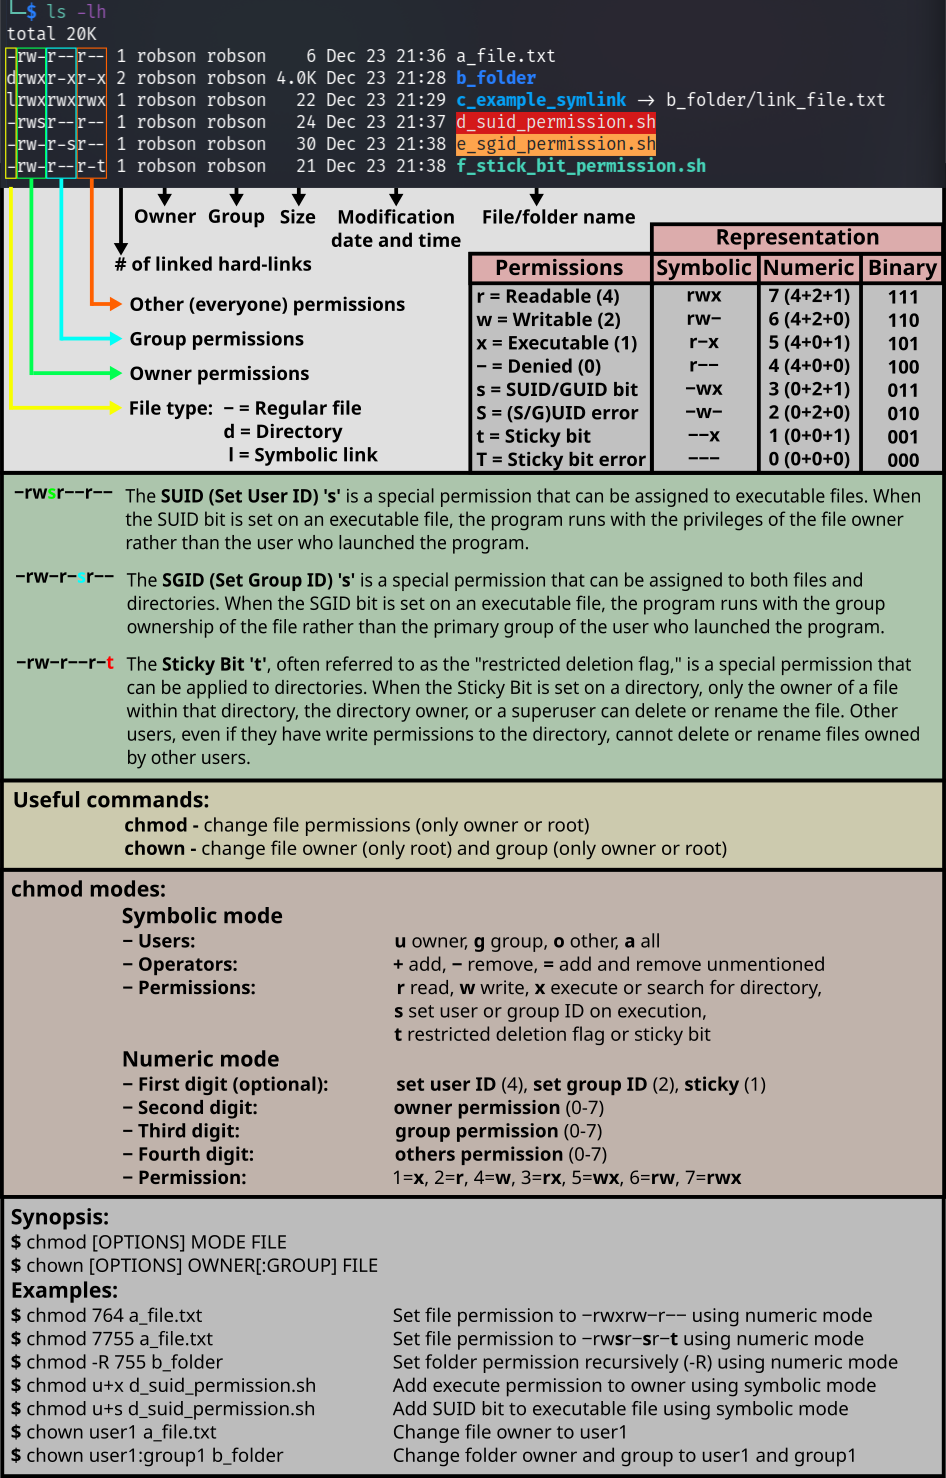 └─$ ls -lh
total 20K
-rw-r--r-- 1 robson robson 6 Dec 23 21:36 a_file.txt
drwxr-xr-x 2 robson robson 4.0K Dec 23 21:28 b_folder
lrwxrwxrwx 1 robson robson 22 Dec 23 21:29 c_example_symlink → b_folder/link_file.txt
-rwsr--r-- 1 robson robson 24 Dec 23 21:37 d_suid_permission.sh
-rw-r-sr-- 1 robson robson 30 Dec 23 21:38 e_sgid_permission.sh
-rw-r--r-t 1 robson robson 21 Dec 23 21:38 f_stick_bit_permission.sh
Owner Group Size Modification date and time File/folder name
# of linked hard-links
Other (everyone) permissions
Group permissions
Owner permissions
File type: − = Regular file
d = Directory
l = Symbolic link
Representation
Permissions Symbolic Numeric Binary
r = Readable (4) rwx 7 (4+2+1) 111
w = Writable (2) rw− 6 (4+2+0) 110
x = Executable (1) r−x 5 (4+0+1) 101
− = Denied (0) r−− 4 (4+0+0) 100
s = SUID/GUID bit −wx 3 (0+2+1) 011
S = (S/G)UID error −w− 2 (0+2+0) 010
t = Sticky bit −−x 1 (0+0+1) 001
T = Sticky bit error −−− 0 (0+0+0) 000
−rwsr−−r−− The SUID (Set User ID) 's' is a special permission that can be assigned to executable files. When
the SUID bit is set on an executable file, the program runs with the privileges of the file owner
rather than the user who launched the program.
−rw−r−sr−− The SGID (Set Group ID) 's' is a special permission that can be assigned to both files and
directories. When the SGID bit is set on an executable file, the program runs with the group
ownership of the file rather than the primary group of the user who launched the program.
−rw−r−−r−t The Sticky Bit 't', often referred to as the "restricted deletion flag," is a special permission that
can be applied to directories. When the Sticky Bit is set on a directory, only the owner of a file
within that directory, the directory owner, or a superuser can delete or rename the file. Other
users, even if they have write permissions to the directory, cannot delete or rename files owned
by other users.
Useful commands:
chmod - change file permissions (only owner or root)
chown - change file owner (only root) and group (only owner or root)
chmod modes:
Symbolic mode
− Users: u owner, g group, o other, a all
− Operators: + add, − remove, = add and remove unmentioned
− Permissions: r read, w write, x execute or search for directory,
s set user or group ID on execution,
t restricted deletion flag or sticky bit
Numeric mode
− First digit (optional): set user ID (4), set group ID (2), sticky (1)
− Second digit: owner permission (0-7)
− Third digit: group permission (0-7)
− Fourth digit: others permission (0-7)
− Permission: 1=x, 2=r, 4=w, 3=rx, 5=wx, 6=rw, 7=rwx
Synopsis:
$ chmod [OPTIONS] MODE FILE
$ chown [OPTIONS] OWNER[:GROUP] FILE
Examples:
$ chmod 764 a_file.txt Set file permission to −rwxrw−r−− using numeric mode
$ chmod 7755 a_file.txt Set file permission to −rwsr−sr−t using numeric mode
$ chmod -R 755 b_folder Set folder permission recursively (-R) using numeric mode
$ chmod u+x d_suid_permission.sh Add execute permission to owner using symbolic mode
$ chmod u+s d_suid_permission.sh Add SUID bit to executable file using symbolic mode
$ chown user1 a_file.txt Change file owner to user1
$ chown user1:group1 b_folder Change folder owner and group to user1 and group1